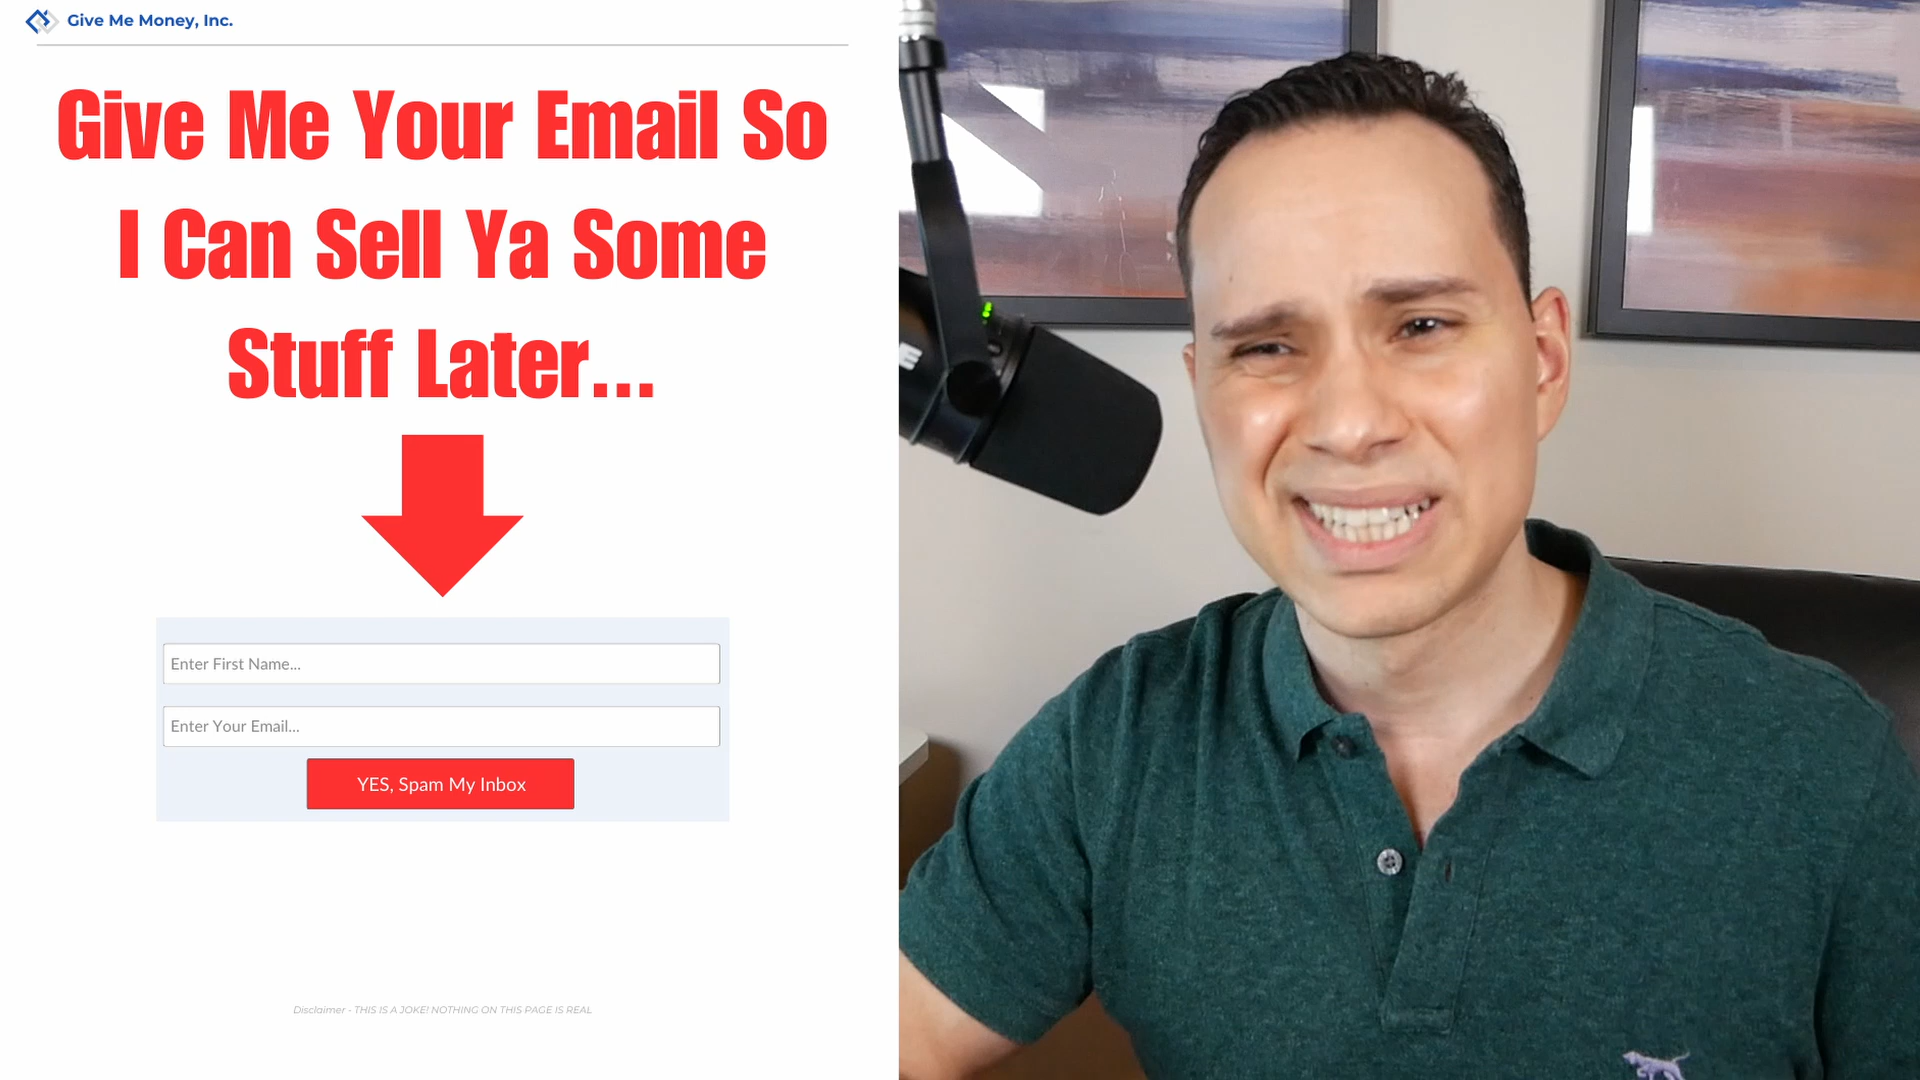 Give Me Money, Inc.
Give Me Your Email So
I Can Sell Ya Some
Stuff Later...
Enter First Name...
Enter Your Email...
YES, Spam My Inbox
Disclaimer - THIS IS A JOKE! NOTHING ON THIS PAGE IS REAL